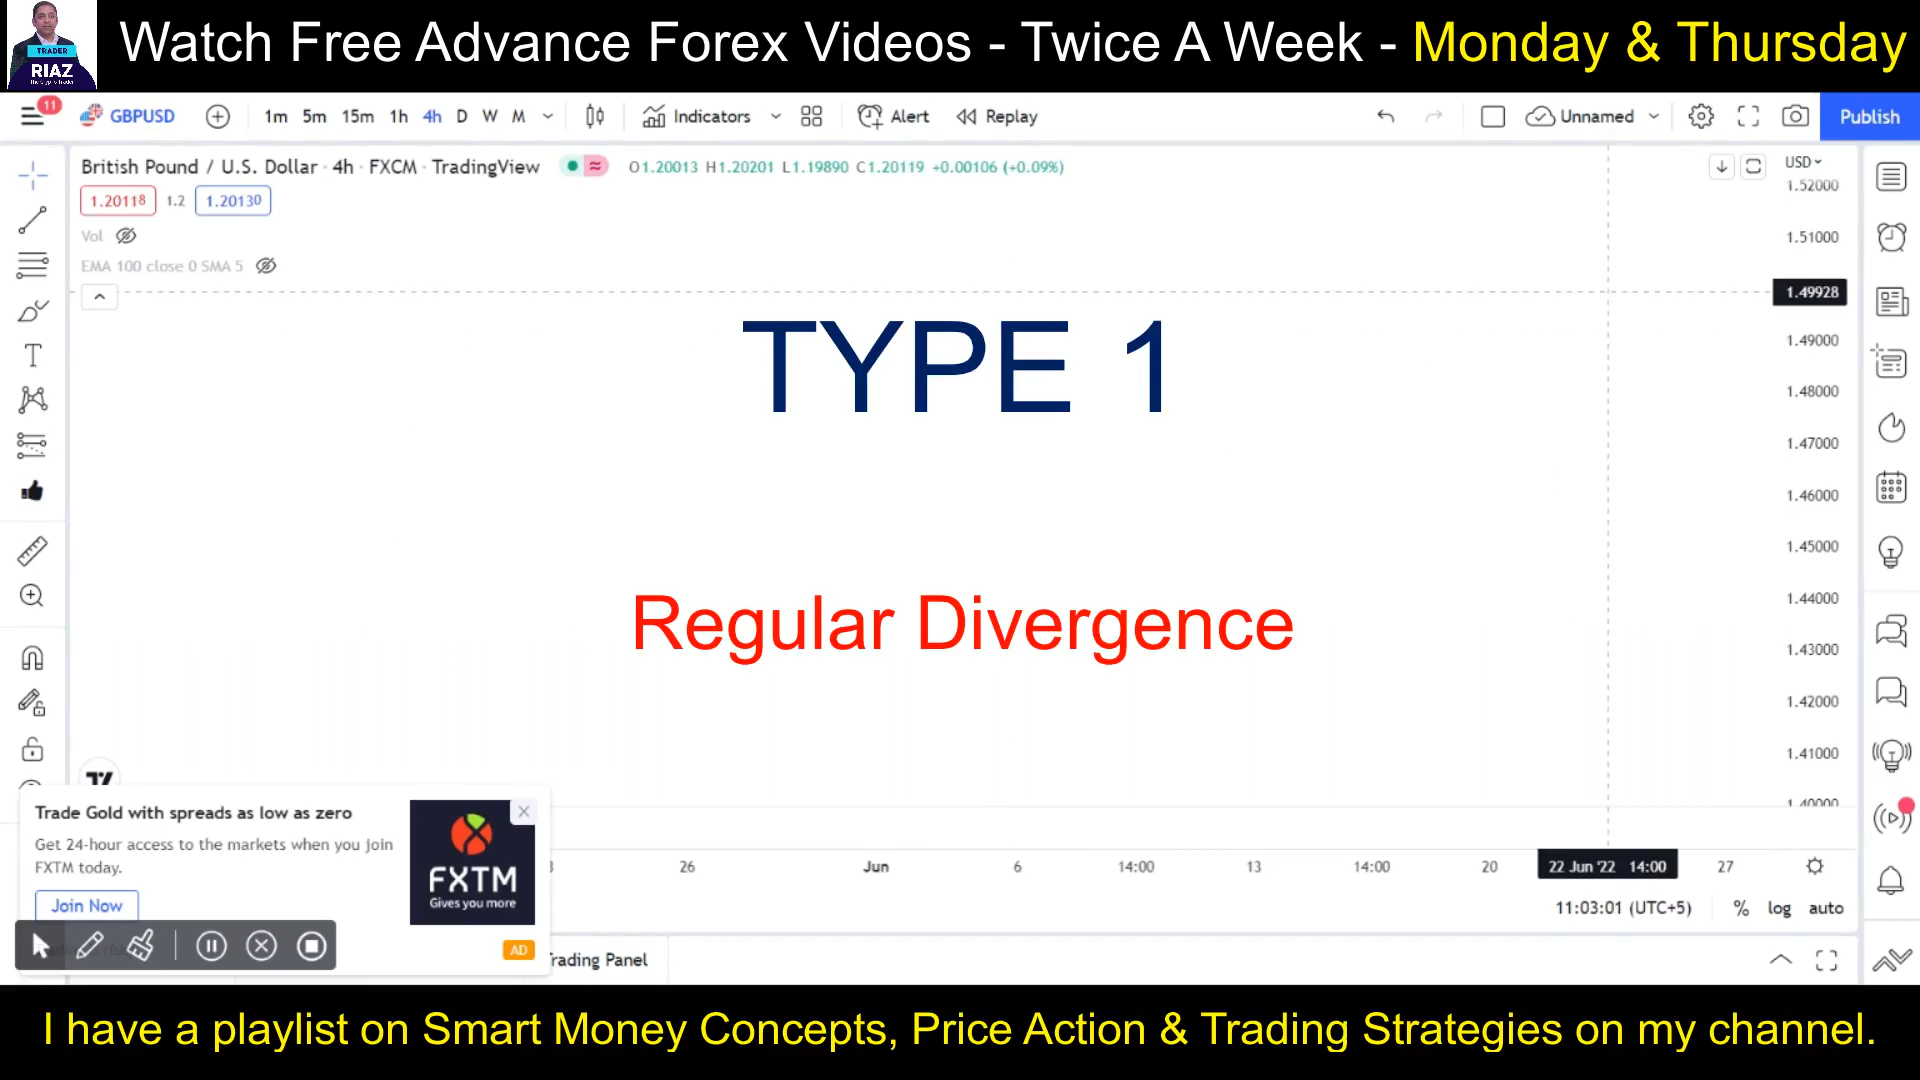 Watch Free Advance Forex Videos - Twice A Week - Monday & Thursday
TRADER
RIAZ
11
GBPUSD
1m 5m 15m 1h 4h D W M
Indicators
Alert
Replay
Unnamed
Publish
British Pound / U.S. Dollar · 4h · FXCM · TradingView
O1.20013 H1.20201 L1.19890 C1.20119 +0.00106 (+0.09%)
USD
1.20118 1.2 1.20130
Vol
EMA 100 close 0 SMA 5
1.52000
1.51000
1.49928
1.49000
1.48000
1.47000
1.46000
1.45000
1.44000
1.43000
1.42000
1.41000
1.40000
TYPE 1
Regular Divergence
Trade Gold with spreads as low as zero
Get 24-hour access to the markets when you join
FXTM today.
Join Now
FXTM
Gives you more
AD
26 Jun 6 14:00 13 14:00 20 22 Jun '22 14:00 27
11:03:01 (UTC+5) % log auto
rading Panel
I have a playlist on Smart Money Concepts, Price Action & Trading Strategies on my channel.